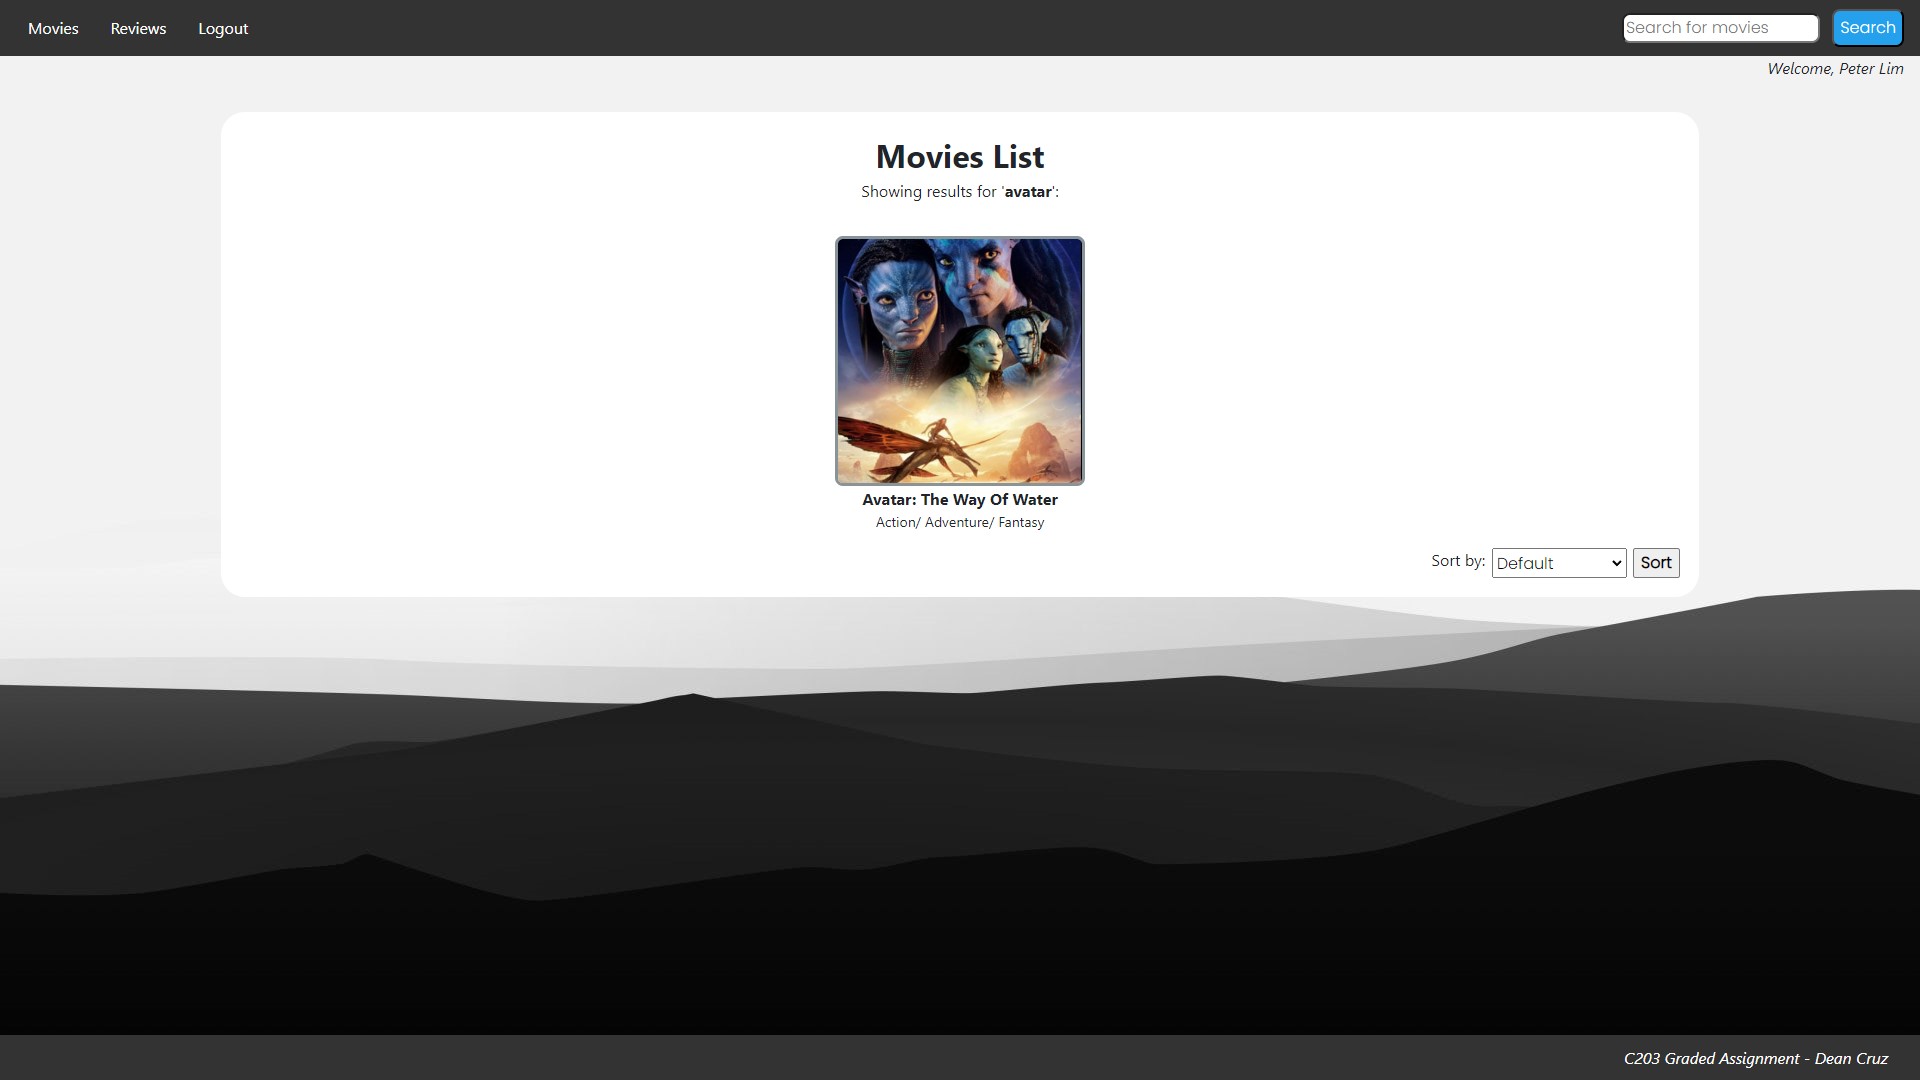 Movies Reviews Logout Search for movies Search
Welcome, Peter Lim
Movies List
Showing results for 'avatar':
Avatar: The Way Of Water
Action/ Adventure/ Fantasy
Sort by: Default Sort
C203 Graded Assignment - Dean Cruz